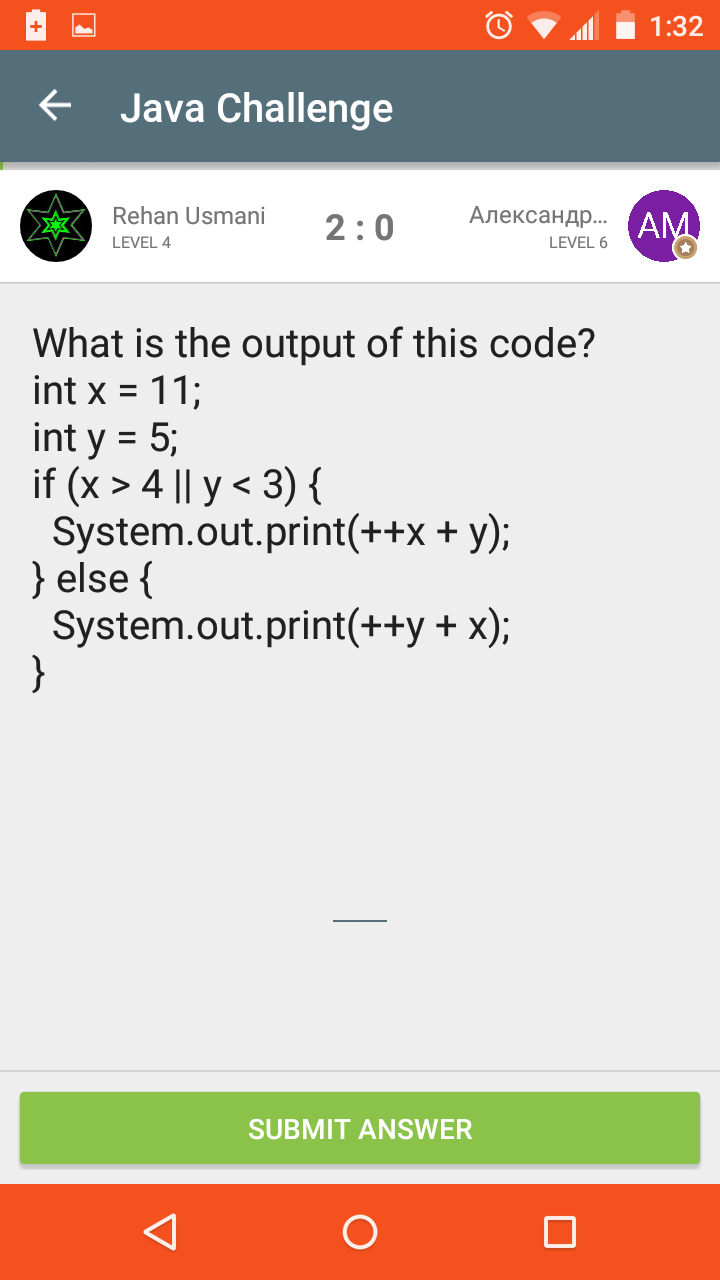 1:32
Java Challenge
Rehan Usmani
LEVEL 4
2 : 0
Александр...
LEVEL 6
AM
What is the output of this code?
int x = 11;
int y = 5;
if (x > 4 || y < 3) {
  System.out.print(++x + y);
} else {
  System.out.print(++y + x);
}
SUBMIT ANSWER